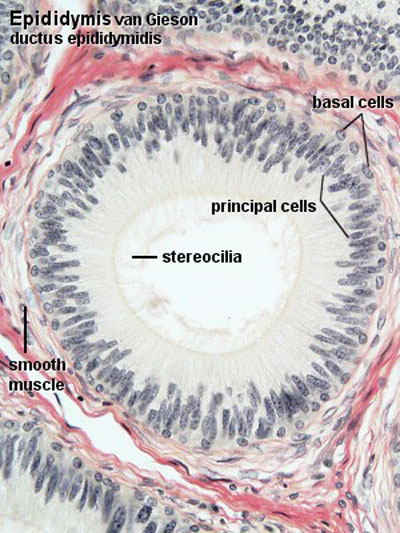 Epididymis van Gieson
ductus epididymidis
basal cells
principal cells
stereocilia
smooth
muscle